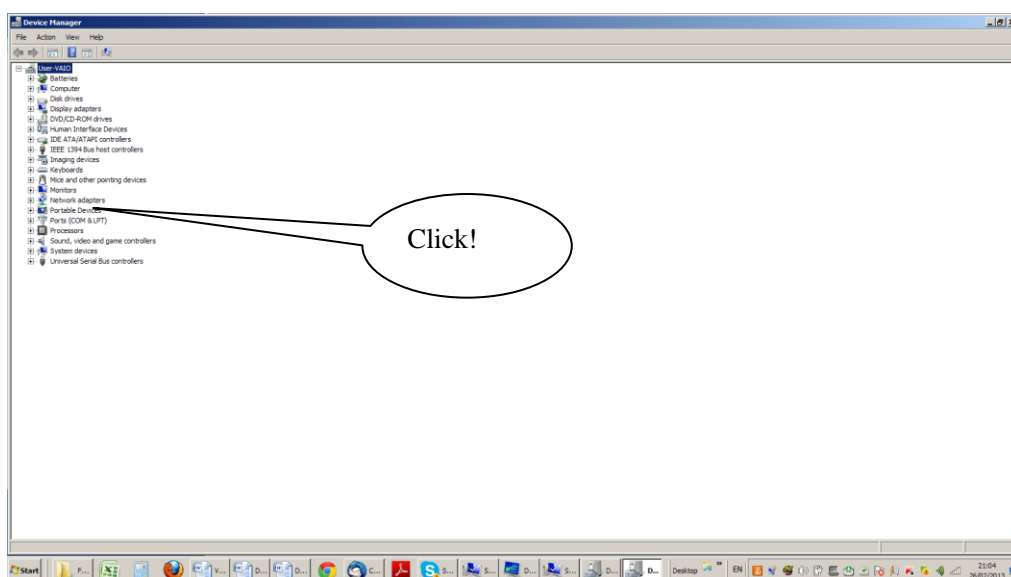 Device Manager
File Action View Help
User-VAIO
Batteries
Computer
Disk drives
Display adapters
DVD/CD-ROM drives
Human Interface Devices
IDE ATA/ATAPI controllers
IEEE 1394 Bus host controllers
Imaging devices
Keyboards
Mice and other pointing devices
Monitors
Network adapters
Portable Devices
Ports (COM & LPT)
Processors
Sound, video and game controllers
System devices
Universal Serial Bus controllers
Click!
Start F... V... D... D... C... S... S... D... S... D... D... Desktop » EN 21:04
26/02/2013